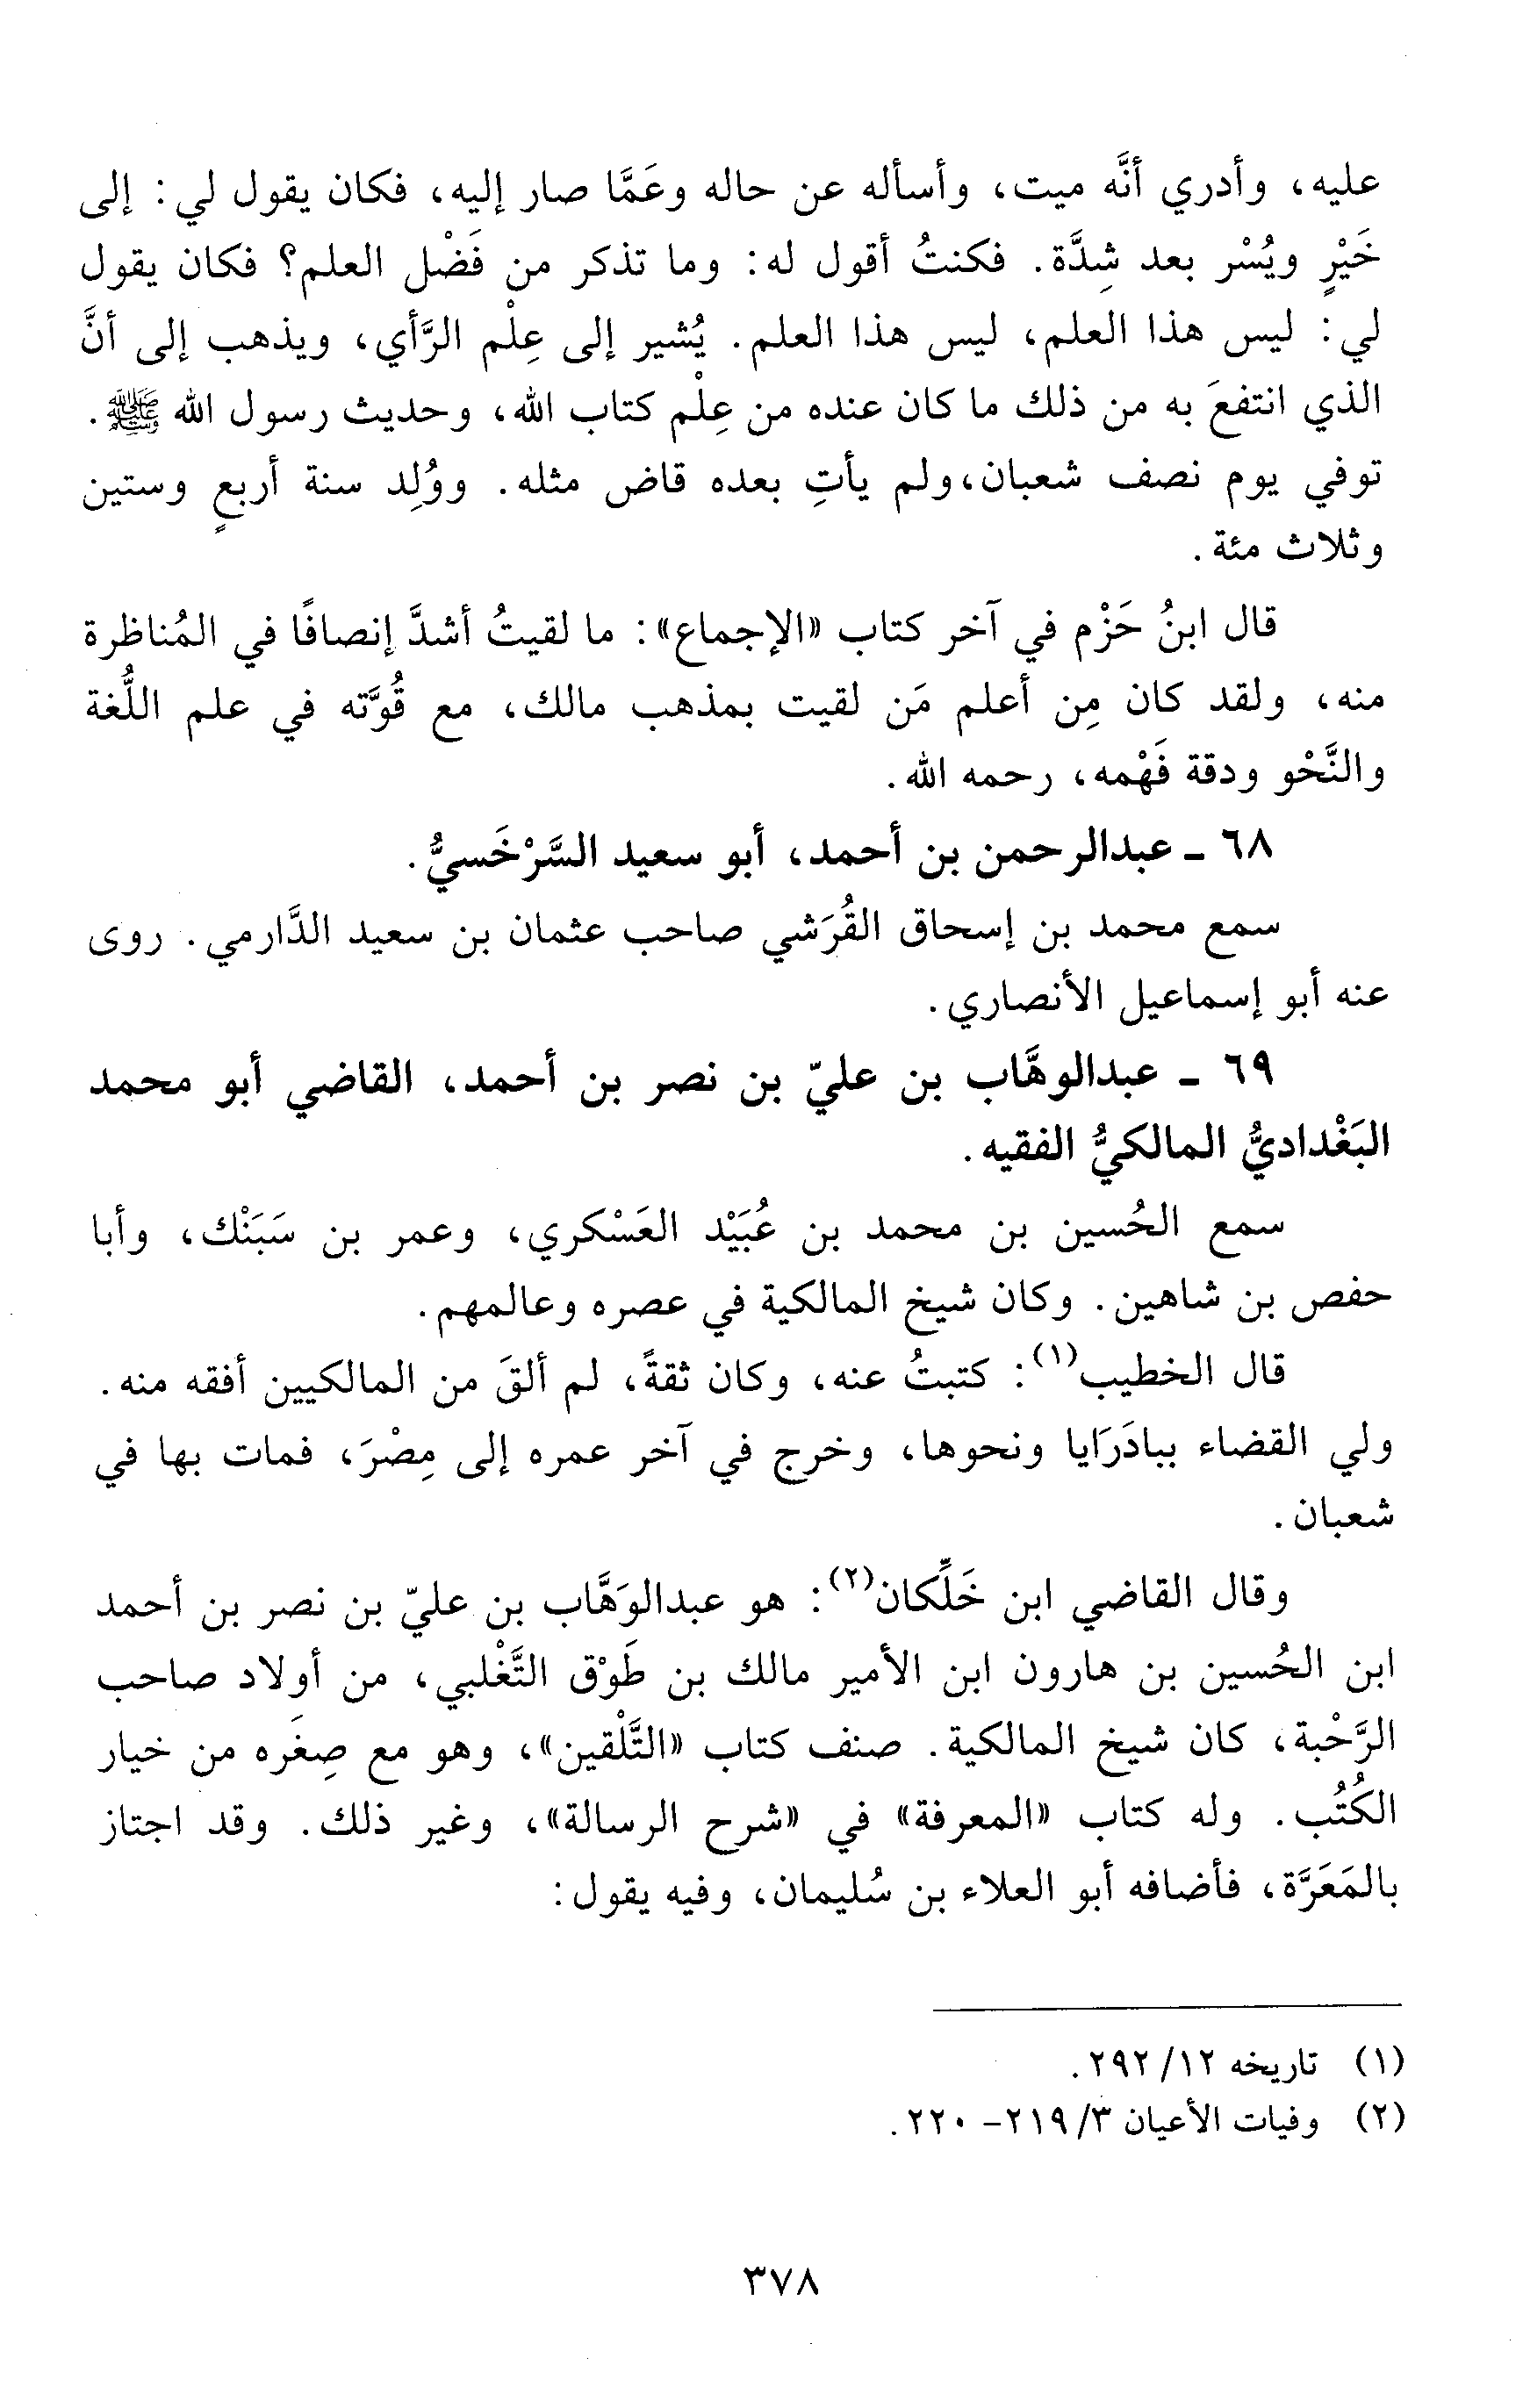 عليه، وأدري أنَّه ميت، وأسأله عن حاله وعَمَّا صار إليه، فكان يقول لي: إلى
خَيْرٍ ويُسْر بعد شِدَّة. فكنتُ أقول له: وما تذكر من فَضْل العلم؟ فكان يقول
لي: ليس هذا العلم، ليس هذا العلم. يُشير إلى عِلْم الرَّأي، ويذهب إلى أنَّ
الذي انتفعَ به من ذلك ما كان عنده من عِلْم كتاب الله، وحديث رسول الله ﷺ.
توفي يوم نصف شعبان، ولم يأتِ بعده قاض مثله. ووُلِد سنة أربعٍ وستين
وثلاث مئة.
قال ابنُ حَزْم في آخر كتاب «الإجماع»: ما لقيتُ أشدَّ إنصافًا في المُناظرة
منه، ولقد كان مِن أعلم مَن لقيت بمذهب مالك، مع قُوَّته في علم اللُّغة
والنَّحْو ودقة فَهْمه، رحمه الله.
٦٨ - عبدالرحمن بن أحمد، أبو سعيد السَّرْخَسيُّ.
سمع محمد بن إسحاق القُرَشي صاحب عثمان بن سعيد الدَّارمي. روى
عنه أبو إسماعيل الأنصاري.
٦٩ - عبدالوهَّاب بن عليّ بن نصر بن أحمد، القاضي أبو محمد
البَغْداديُّ المالكيُّ الفقيه.
سمع الحُسين بن محمد بن عُبَيْد العَسْكري، وعمر بن سَبَنْك، وأبا
حفص بن شاهين. وكان شيخ المالكية في عصره وعالمهم.
قال الخطيب(١): كتبتُ عنه، وكان ثقةً، لم ألقَ من المالكيين أفقه منه.
ولي القضاء ببادَرَايا ونحوها، وخرج في آخر عمره إلى مِصْرَ، فمات بها في
شعبان.
وقال القاضي ابن خَلِّكان(٢): هو عبدالوَهَّاب بن عليّ بن نصر بن أحمد
ابن الحُسين بن هارون ابن الأمير مالك بن طَوْق التَّغْلبي، من أولاد صاحب
الرَّحْبة، كان شيخ المالكية. صنف كتاب «التَّلْقين»، وهو مع صِغَره من خيار
الكُتُب. وله كتاب «المعرفة» في «شرح الرسالة»، وغير ذلك. وقد اجتاز
بالمَعَرَّة، فأضافه أبو العلاء بن سُليمان، وفيه يقول:
(١) تاريخه ١٢/ ٢٩٢.
(٢) وفيات الأعيان ٣/ ٢١٩- ٢٢٠.
٣٧٨